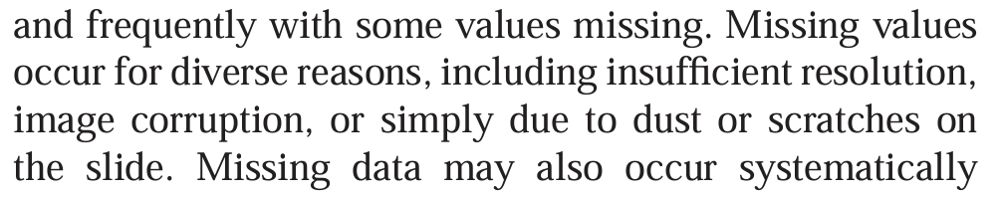 and frequently with some values missing. Missing values
occur for diverse reasons, including insufficient resolution,
image corruption, or simply due to dust or scratches on
the slide. Missing data may also occur systematically